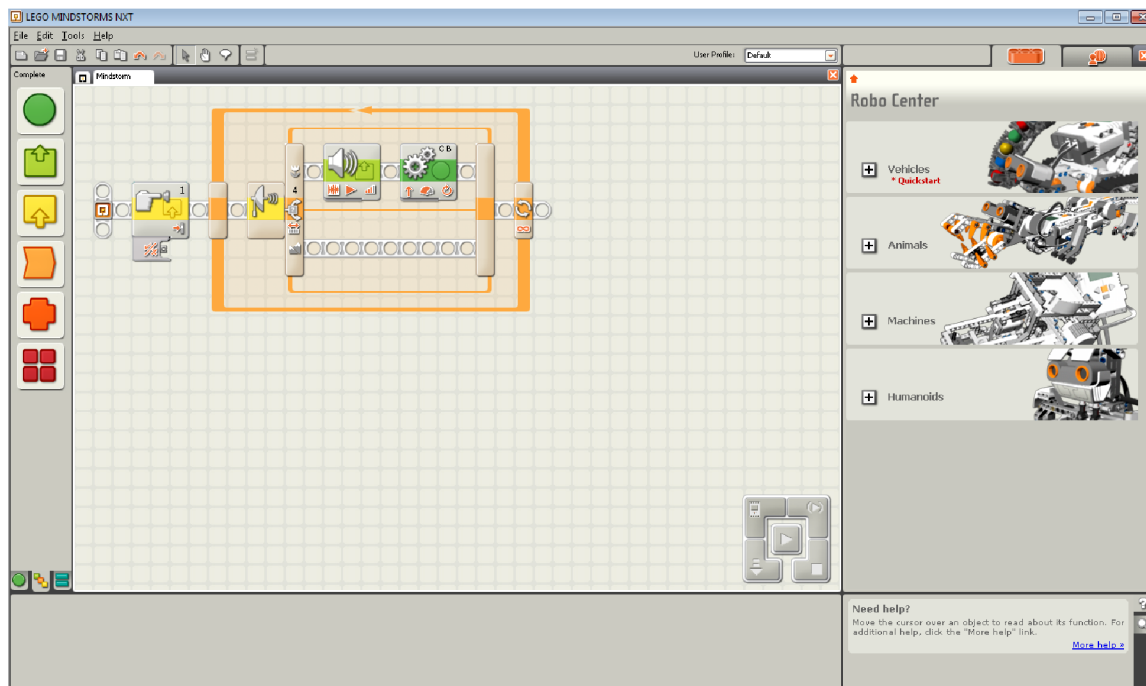 LEGO MINDSTORMS NXT
File Edit Tools Help
User Profile: Default
Complete
Mindstorm
Robo Center
Vehicles
* Quickstart
Animals
Machines
Humanoids
1
4
C B
Need help?
Move the cursor over an object to read about its function. For
additional help, click the "More help" link.
More help »
?